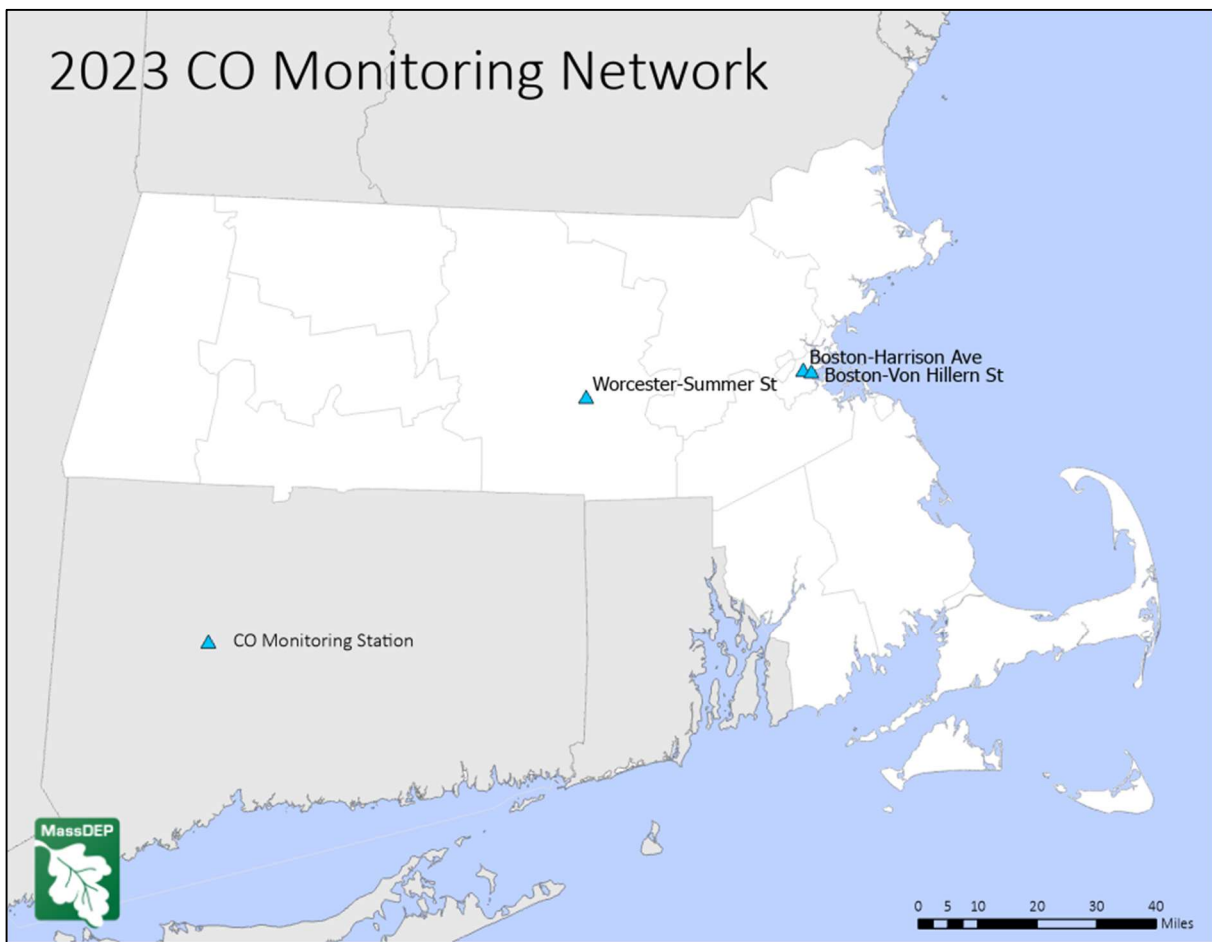 2023 CO Monitoring Network
Boston-Harrison Ave
Boston-Von Hillern St
Worcester-Summer St
CO Monitoring Station
MassDEP
0 5 10 20 30 40
Miles